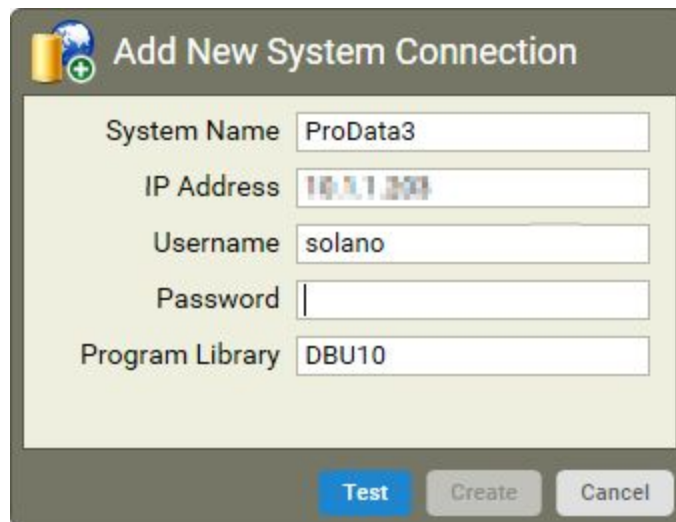 Add New System Connection
System Name ProData3
IP Address
Username solano
Password
Program Library DBU10
Test Create Cancel